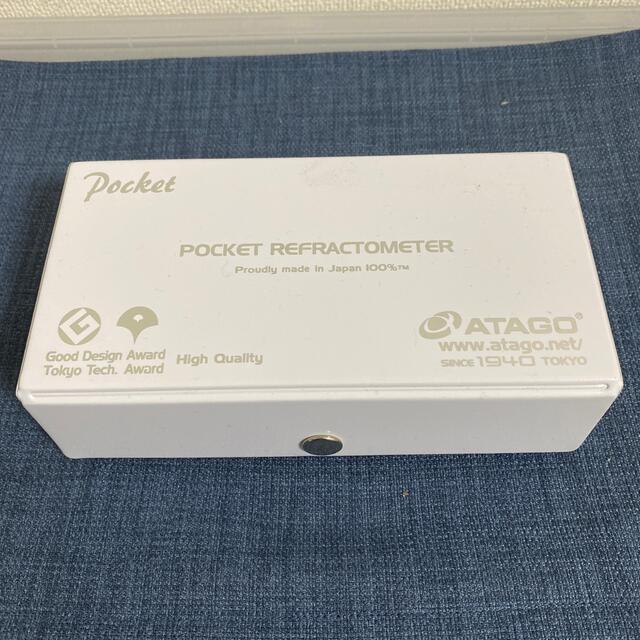 Pocket
POCKET REFRACTOMETER
Proudly made in Japan 100%™
Good Design Award
Tokyo Tech. Award
High Quality
ATAGO®
www.atago.net/
SINCE 1940 TOKYO